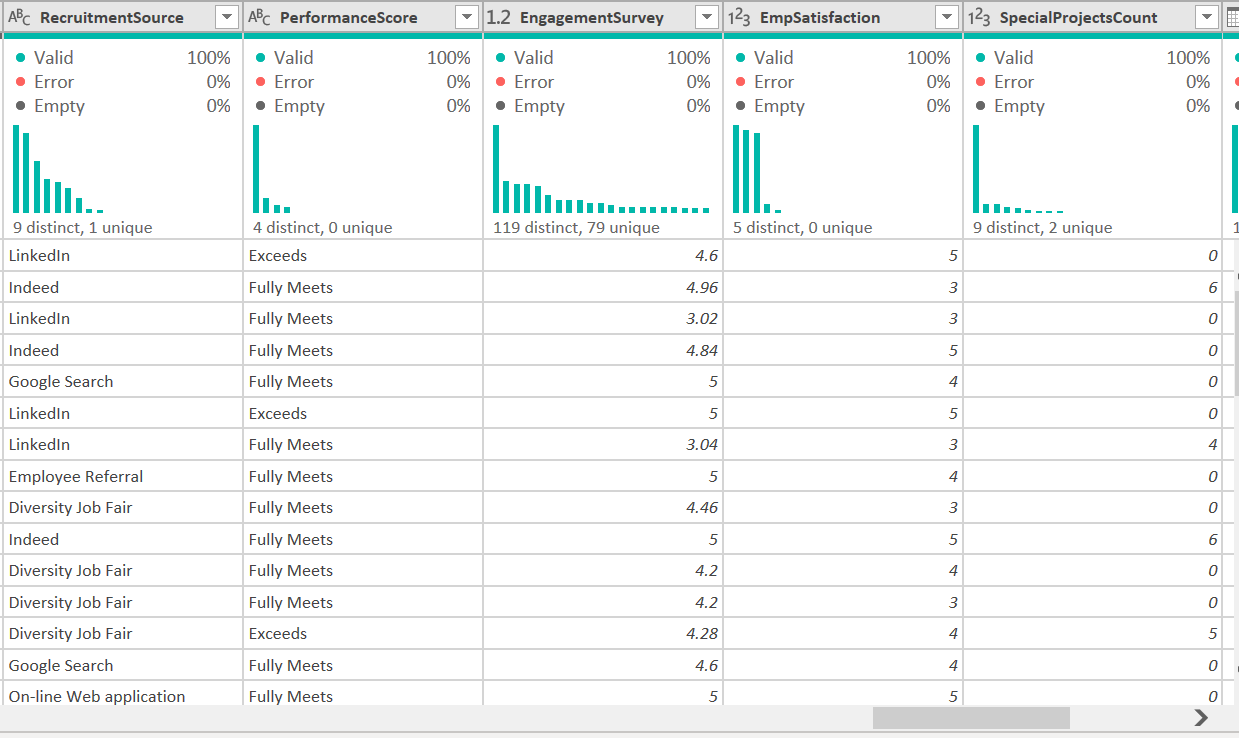 ABC RecruitmentSource ABC PerformanceScore 1.2 EngagementSurvey 123 EmpSatisfaction 123 SpecialProjectsCount
Valid 100% Valid 100% Valid 100% Valid 100% Valid 100%
Error 0% Error 0% Error 0% Error 0% Error 0%
Empty 0% Empty 0% Empty 0% Empty 0% Empty 0%
9 distinct, 1 unique 4 distinct, 0 unique 119 distinct, 79 unique 5 distinct, 0 unique 9 distinct, 2 unique
LinkedIn Exceeds 4.6 5 0
Indeed Fully Meets 4.96 3 6
LinkedIn Fully Meets 3.02 3 0
Indeed Fully Meets 4.84 5 0
Google Search Fully Meets 5 4 0
LinkedIn Exceeds 5 5 0
LinkedIn Fully Meets 3.04 3 4
Employee Referral Fully Meets 5 4 0
Diversity Job Fair Fully Meets 4.46 3 0
Indeed Fully Meets 5 5 6
Diversity Job Fair Fully Meets 4.2 4 0
Diversity Job Fair Fully Meets 4.2 3 0
Diversity Job Fair Exceeds 4.28 4 5
Google Search Fully Meets 4.6 4 0
On-line Web application Fully Meets 5 5 0